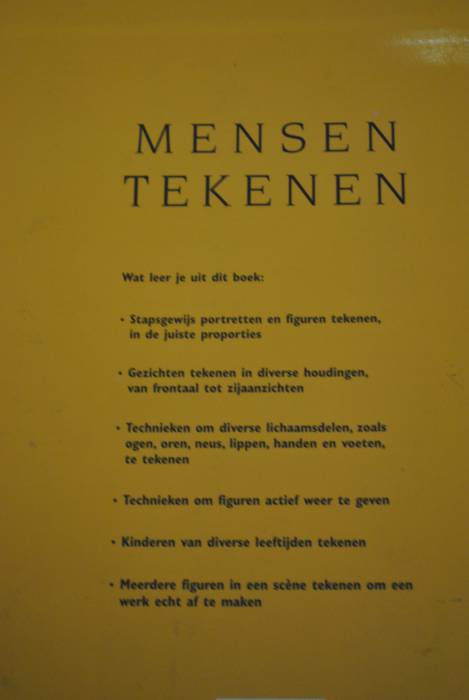 MENSEN
TEKENEN
Wat leer je uit dit boek:
• Stapsgewijs portretten en figuren tekenen,
in de juiste proporties
• Gezichten tekenen in diverse houdingen,
van frontaal tot zijaanzichten
• Technieken om diverse lichaamsdelen, zoals
ogen, oren, neus, lippen, handen en voeten,
te tekenen
• Technieken om figuren actief weer te geven
• Kinderen van diverse leeftijden tekenen
• Meerdere figuren in een scène tekenen om een
werk echt af te maken